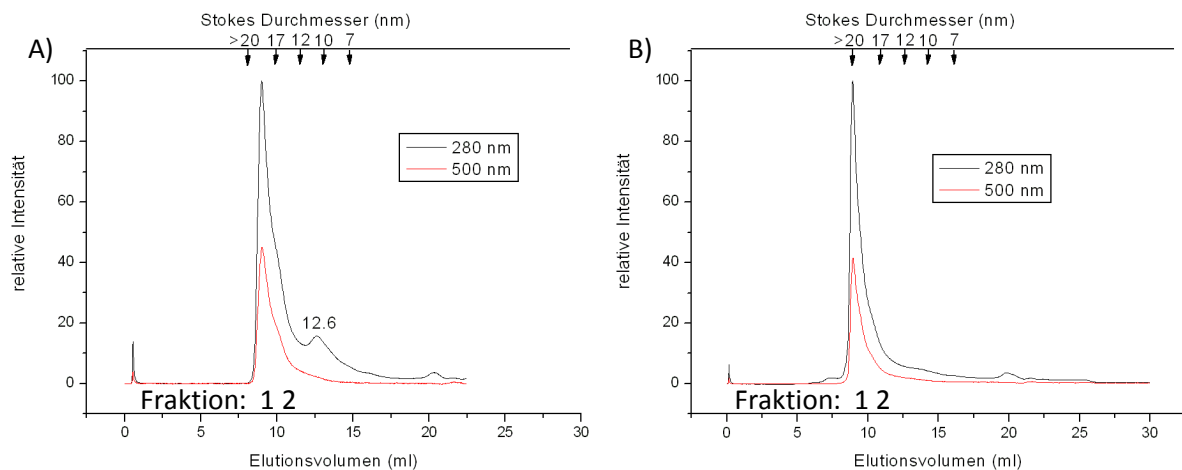 A)
Stokes Durchmesser (nm)
>20 17 12 10 7
100
80
60
40
20
0
relative Intensität
280 nm
500 nm
12.6
Fraktion: 1 2
0 5 10 15 20 25 30
Elutionsvolumen (ml)
B)
Stokes Durchmesser (nm)
>20 17 12 10 7
100
80
60
40
20
0
relative Intensität
280 nm
500 nm
Fraktion: 1 2
0 5 10 15 20 25 30
Elutionsvolumen (ml)